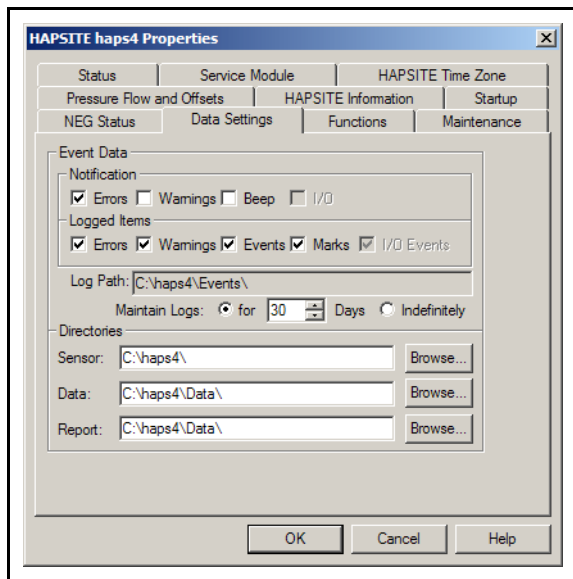 HAPSITE haps4 Properties
Status Service Module HAPSITE Time Zone
Pressure Flow and Offsets HAPSITE Information Startup
NEG Status Data Settings Functions Maintenance
Event Data
Notification
Errors Warnings Beep I/O
Logged Items
Errors Warnings Events Marks I/O Events
Log Path: C:\haps4\Events\
Maintain Logs: for 30 Days Indefinitely
Directories
Sensor: C:\haps4\ Browse...
Data: C:\haps4\Data\ Browse...
Report: C:\haps4\Data\ Browse...
OK Cancel Help